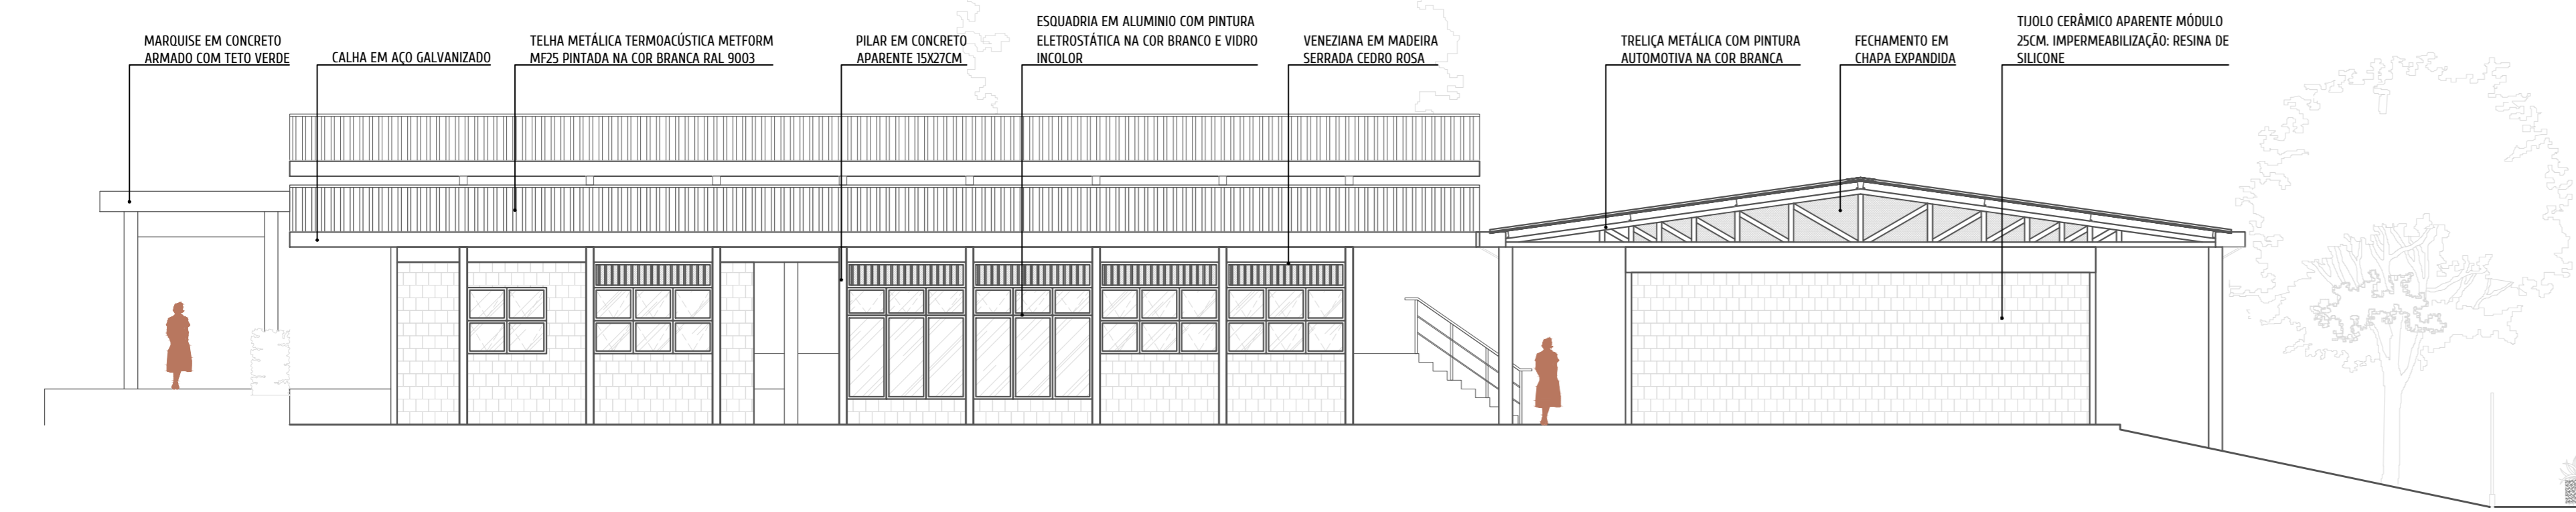 MARQUISE EM CONCRETO
ARMADO COM TETO VERDE
CALHA EM AÇO GALVANIZADO
TELHA METÁLICA TERMOACÚSTICA METFORM
MF25 PINTADA NA COR BRANCA RAL 9003
PILAR EM CONCRETO
APARENTE 15X27CM
ESQUADRIA EM ALUMINIO COM PINTURA
ELETROSTÁTICA NA COR BRANCO E VIDRO
INCOLOR
VENEZIANA EM MADEIRA
SERRADA CEDRO ROSA
TRELIÇA METÁLICA COM PINTURA
AUTOMOTIVA NA COR BRANCA
FECHAMENTO EM
CHAPA EXPANDIDA
TIJOLO CERÂMICO APARENTE MÓDULO
25CM. IMPERMEABILIZAÇÃO: RESINA DE
SILICONE